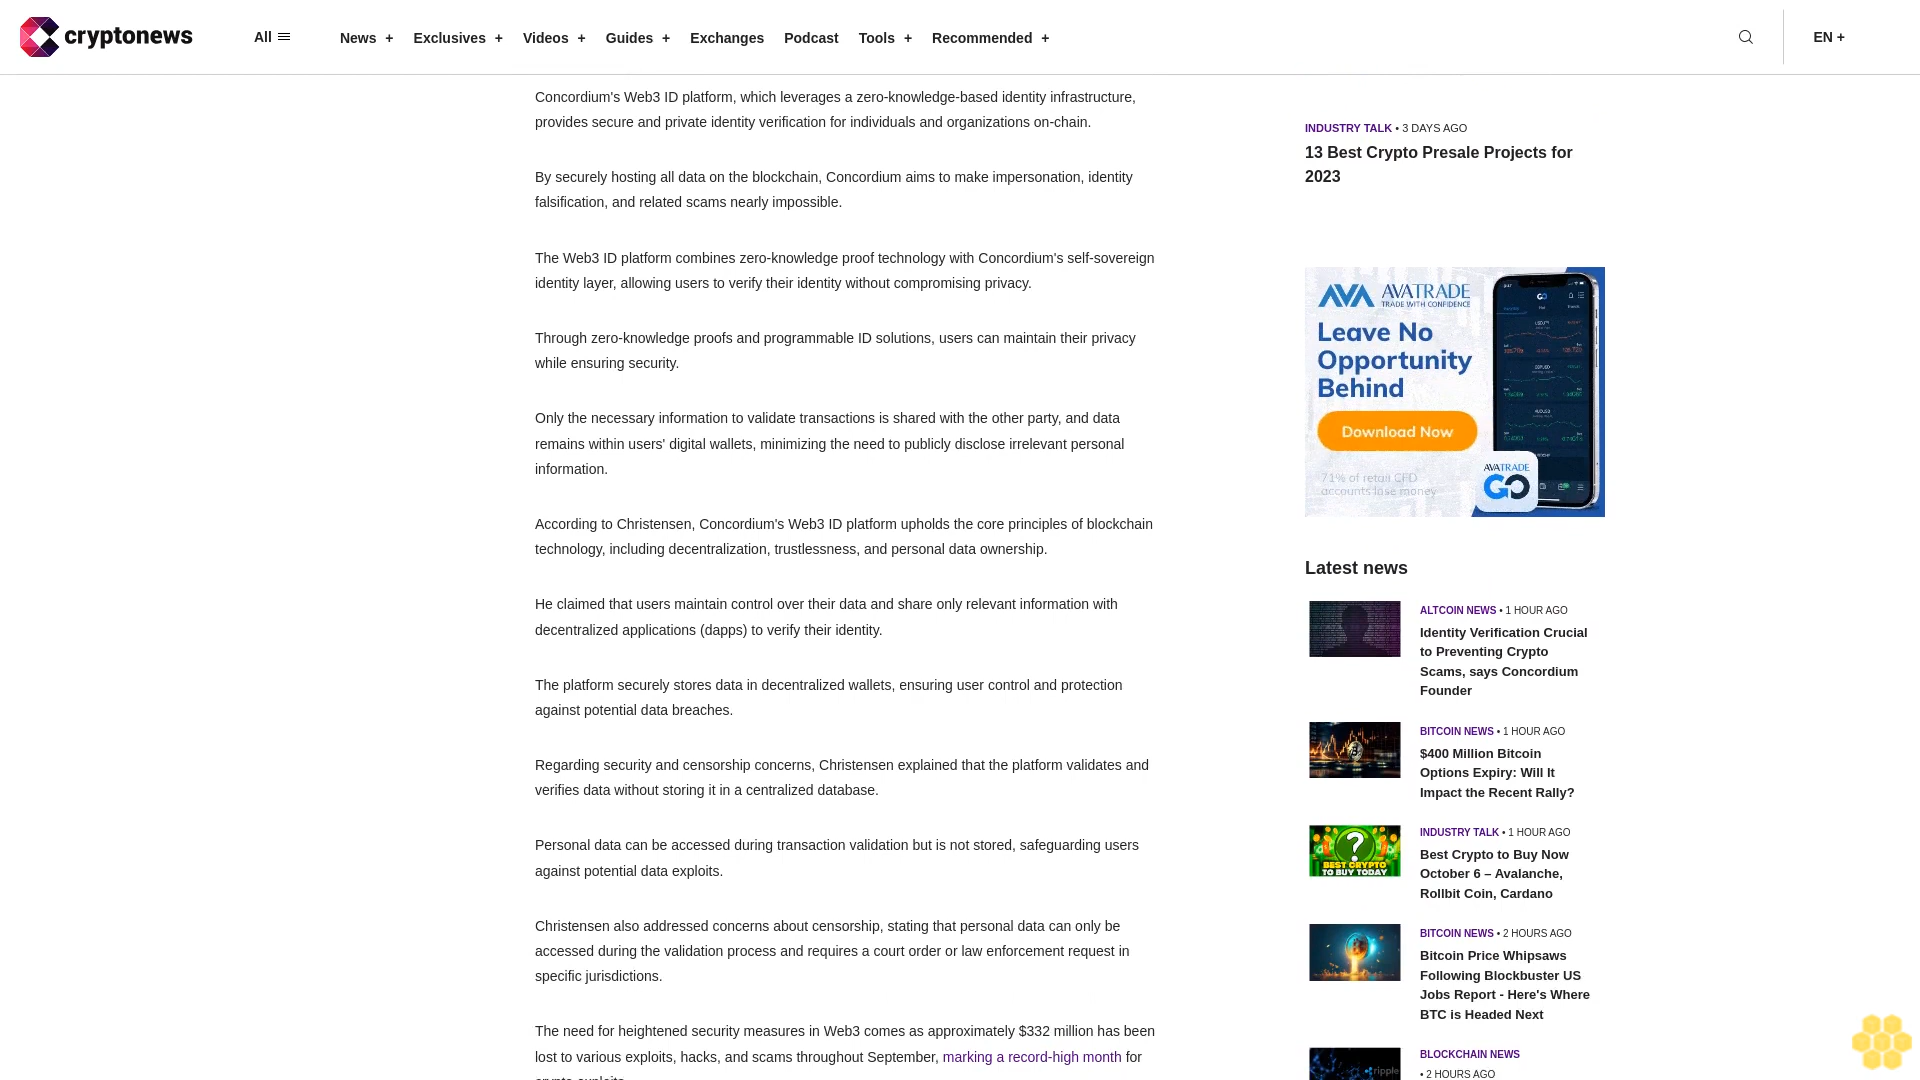 cryptonews
All
News +
Exclusives +
Videos +
Guides +
Exchanges
Podcast
Tools +
Recommended +
EN +
Concordium's Web3 ID platform, which leverages a zero-knowledge-based identity infrastructure,
provides secure and private identity verification for individuals and organizations on-chain.
By securely hosting all data on the blockchain, Concordium aims to make impersonation, identity
falsification, and related scams nearly impossible.
The Web3 ID platform combines zero-knowledge proof technology with Concordium's self-sovereign
identity layer, allowing users to verify their identity without compromising privacy.
Through zero-knowledge proofs and programmable ID solutions, users can maintain their privacy
while ensuring security.
Only the necessary information to validate transactions is shared with the other party, and data
remains within users' digital wallets, minimizing the need to publicly disclose irrelevant personal
information.
According to Christensen, Concordium's Web3 ID platform upholds the core principles of blockchain
technology, including decentralization, trustlessness, and personal data ownership.
He claimed that users maintain control over their data and share only relevant information with
decentralized applications (dapps) to verify their identity.
The platform securely stores data in decentralized wallets, ensuring user control and protection
against potential data breaches.
Regarding security and censorship concerns, Christensen explained that the platform validates and
verifies data without storing it in a centralized database.
Personal data can be accessed during transaction validation but is not stored, safeguarding users
against potential data exploits.
Christensen also addressed concerns about censorship, stating that personal data can only be
accessed during the validation process and requires a court order or law enforcement request in
specific jurisdictions.
The need for heightened security measures in Web3 comes as approximately $332 million has been
lost to various exploits, hacks, and scams throughout September, marking a record-high month for
crypto exploits.
INDUSTRY TALK • 3 DAYS AGO
13 Best Crypto Presale Projects for
2023
AVATRADE
TRADE WITH CONFIDENCE
Leave No
Opportunity
Behind
Download Now
71% of retail CFD
accounts lose money
AVATRADE
GO
Latest news
ALTCOIN NEWS • 1 HOUR AGO
Identity Verification Crucial
to Preventing Crypto
Scams, says Concordium
Founder
BITCOIN NEWS • 1 HOUR AGO
$400 Million Bitcoin
Options Expiry: Will It
Impact the Recent Rally?
BEST CRYPTO
TO BUY TODAY
INDUSTRY TALK • 1 HOUR AGO
Best Crypto to Buy Now
October 6 – Avalanche,
Rollbit Coin, Cardano
BITCOIN NEWS • 2 HOURS AGO
Bitcoin Price Whipsaws
Following Blockbuster US
Jobs Report - Here's Where
BTC is Headed Next
ripple
BLOCKCHAIN NEWS
• 2 HOURS AGO